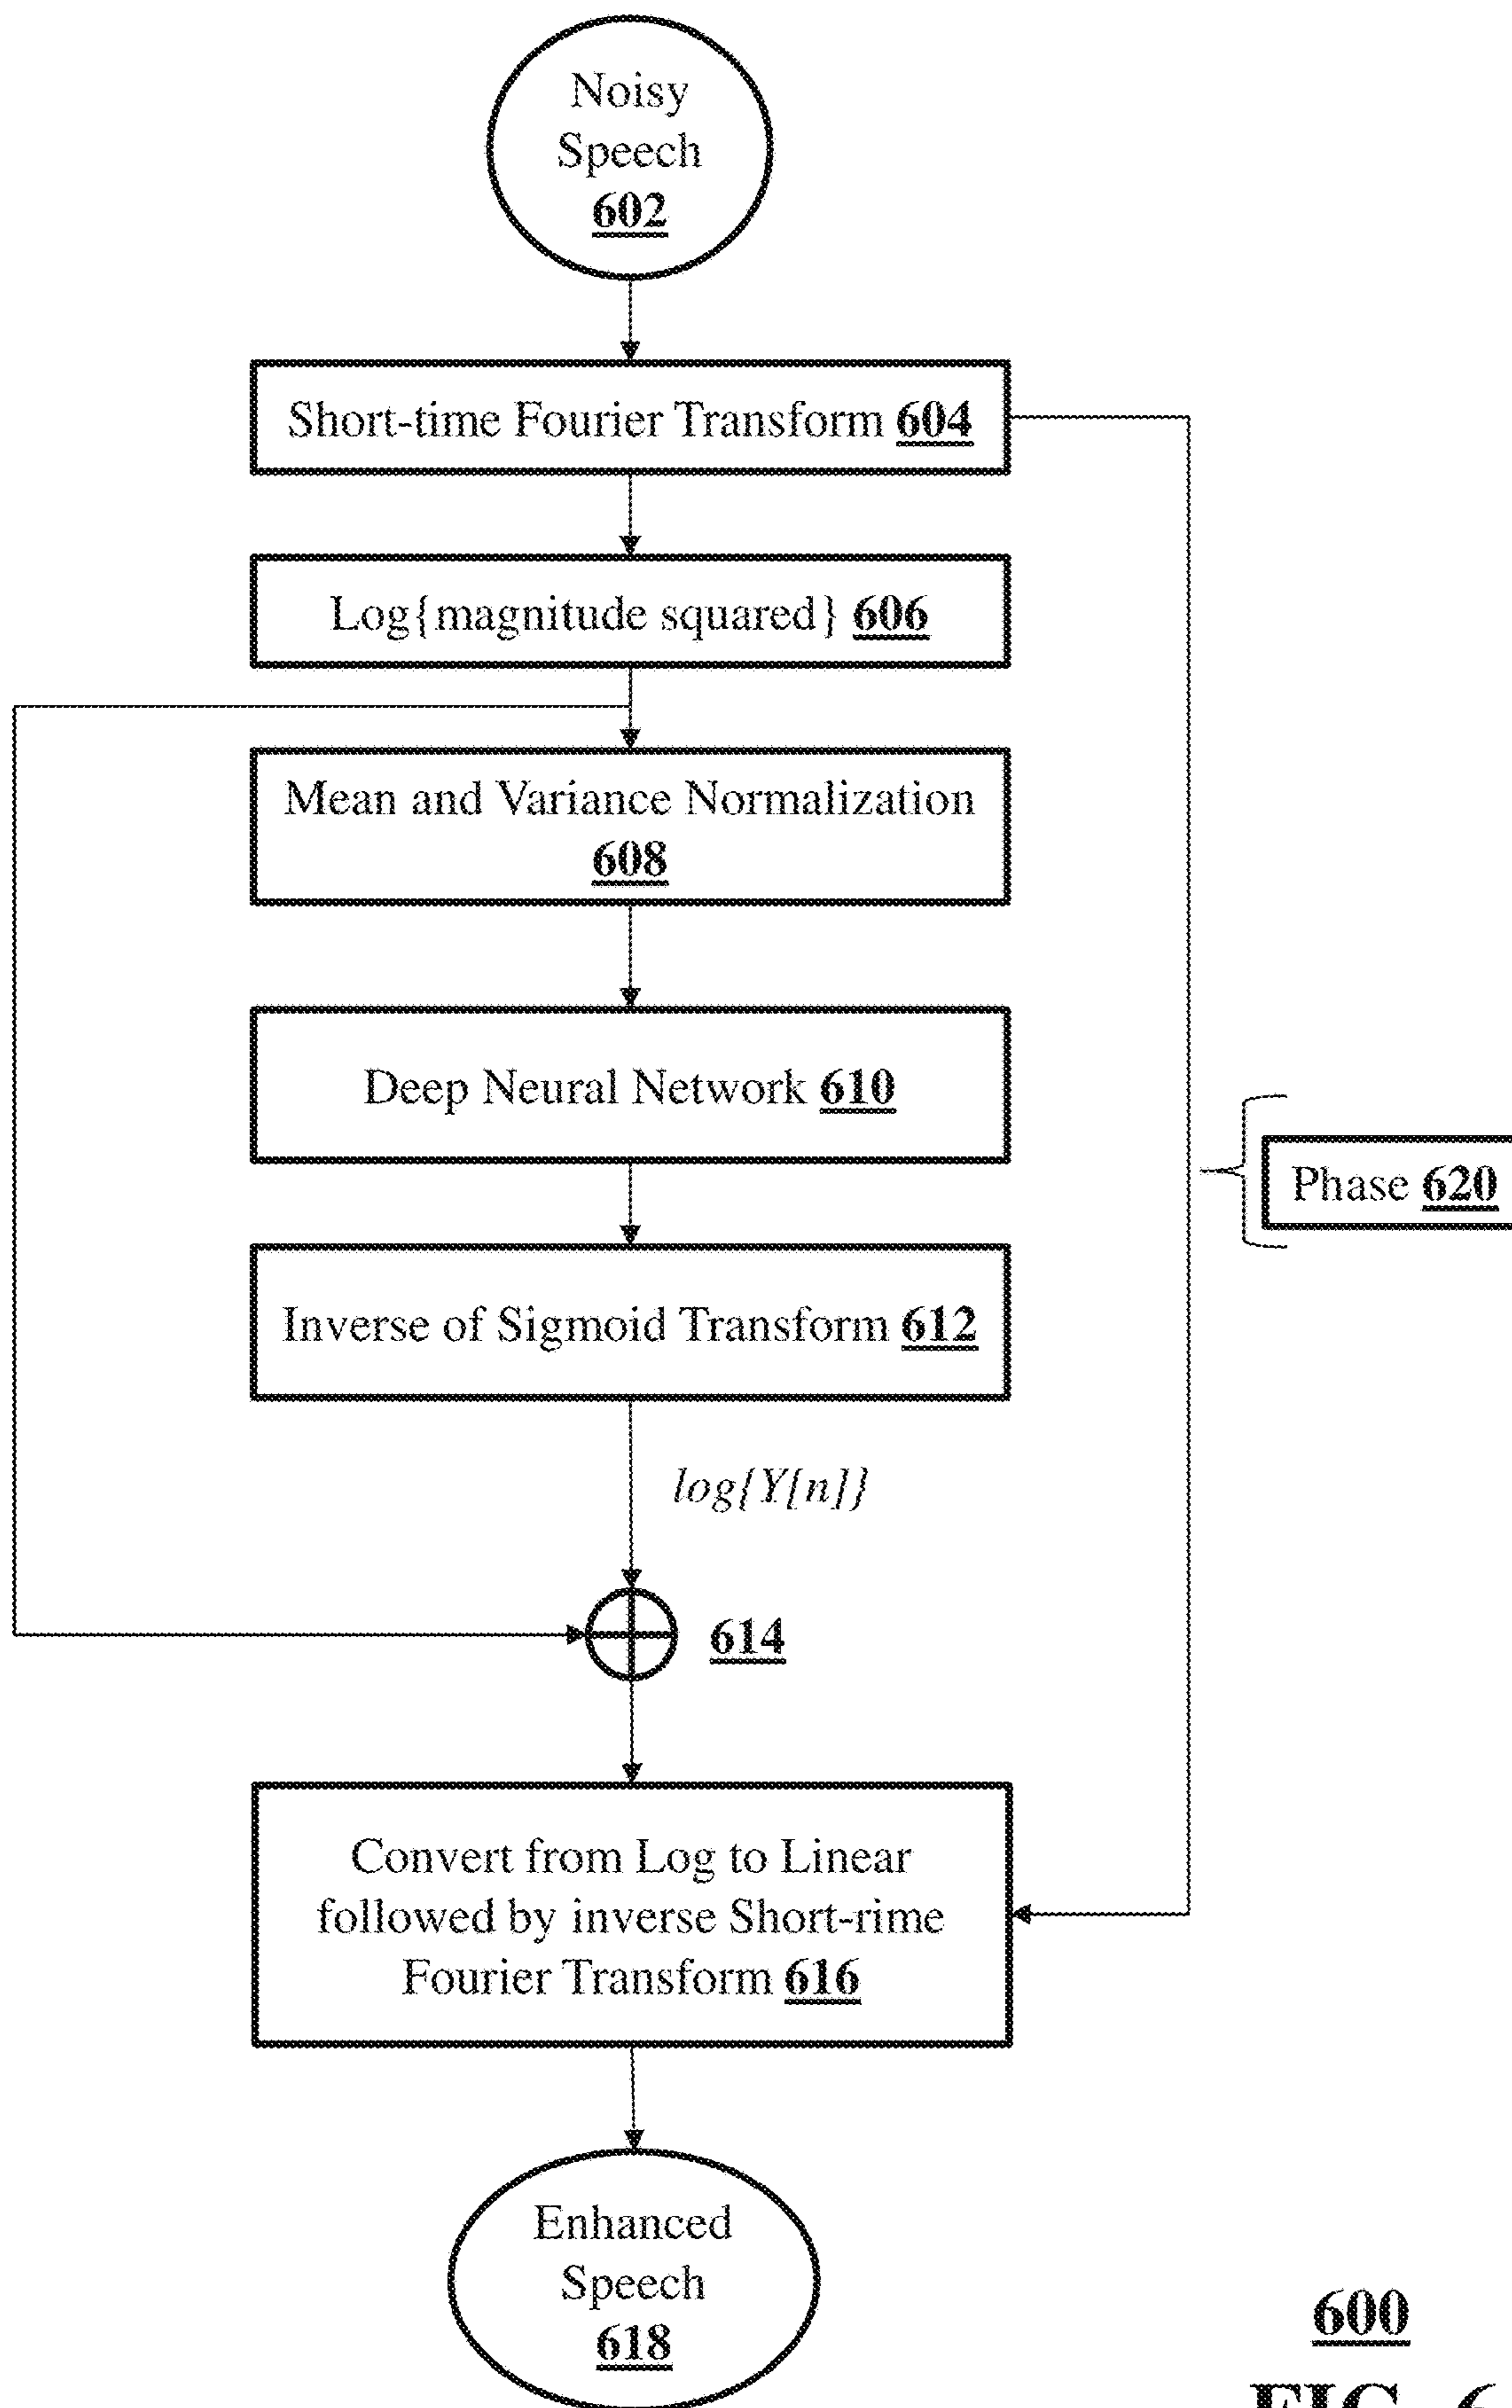 Noisy
Speech
602
Short-time Fourier Transform 604
Log{magnitude squared} 606
Mean and Variance Normalization
608
Deep Neural Network 610
Phase 620
Inverse of Sigmoid Transform 612
log{Y[n]}
614
Convert from Log to Linear
followed by inverse Short-rime
Fourier Transform 616
Enhanced
Speech
618
600
FIG. 6